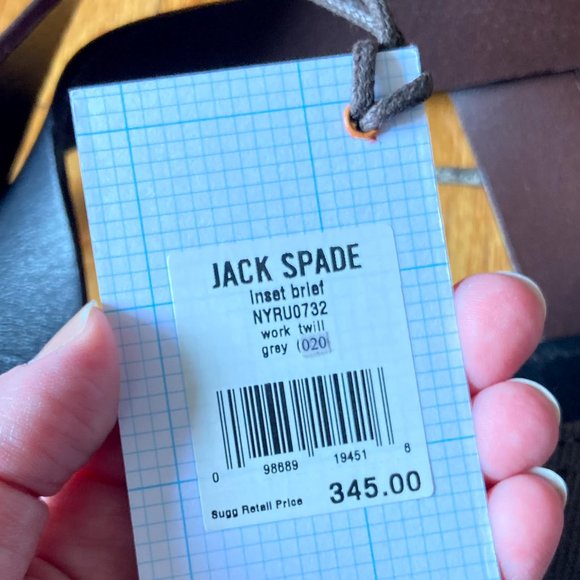 JACK SPADE
inset brief
NYRU0732
work twill
grey (020
0 98689 19451 8
Sugg Retail Price 345.00